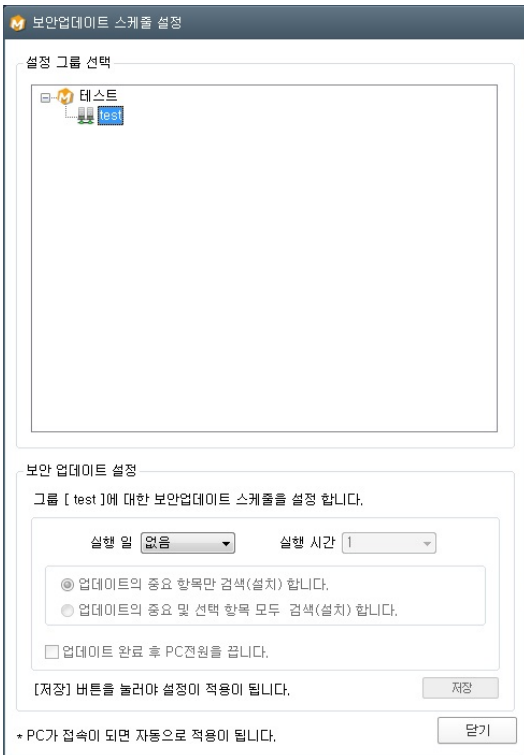 보안업데이트 스케줄 설정
설정 그룹 선택
테스트
test
보안 업데이트 설정
그룹 [ test ]에 대한 보안업데이트 스케줄을 설정 합니다.
실행 일 없음 실행 시간 1
업데이트의 중요 항목만 검색(설치) 합니다.
업데이트의 중요 및 선택 항목 모두 검색(설치) 합니다.
업데이트 완료 후 PC전원을 끕니다.
[저장] 버튼을 눌러야 설정이 적용이 됩니다. 저장
* PC가 접속이 되면 자동으로 적용이 됩니다. 닫기